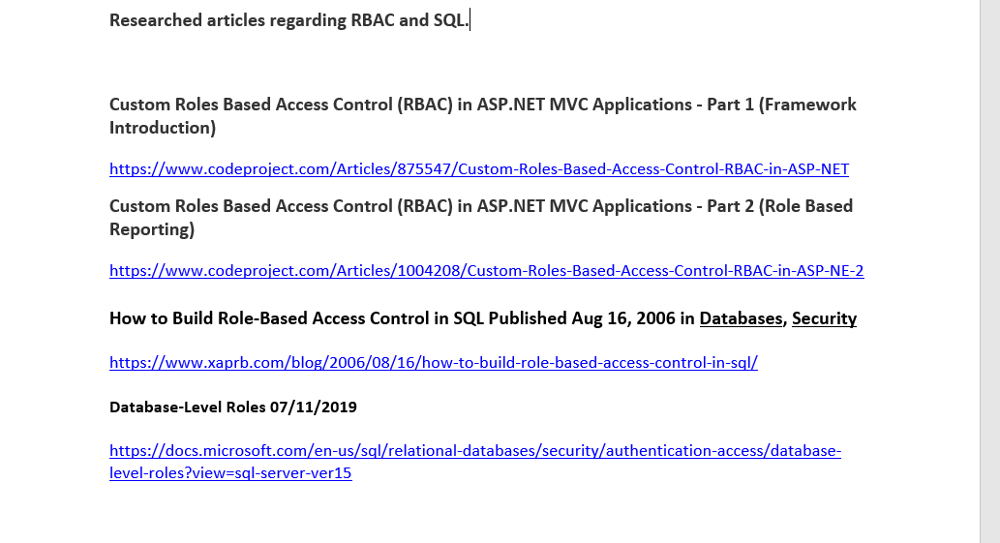 Researched articles regarding RBAC and SQL.
Custom Roles Based Access Control (RBAC) in ASP.NET MVC Applications - Part 1 (Framework
Introduction)
https://www.codeproject.com/Articles/875547/Custom-Roles-Based-Access-Control-RBAC-in-ASP-NET
Custom Roles Based Access Control (RBAC) in ASP.NET MVC Applications - Part 2 (Role Based
Reporting)
https://www.codeproject.com/Articles/1004208/Custom-Roles-Based-Access-Control-RBAC-in-ASP-NE-2
How to Build Role-Based Access Control in SQL Published Aug 16, 2006 in Databases, Security
https://www.xaprb.com/blog/2006/08/16/how-to-build-role-based-access-control-in-sql/
Database-Level Roles 07/11/2019
https://docs.microsoft.com/en-us/sql/relational-databases/security/authentication-access/database-
level-roles?view=sql-server-ver15